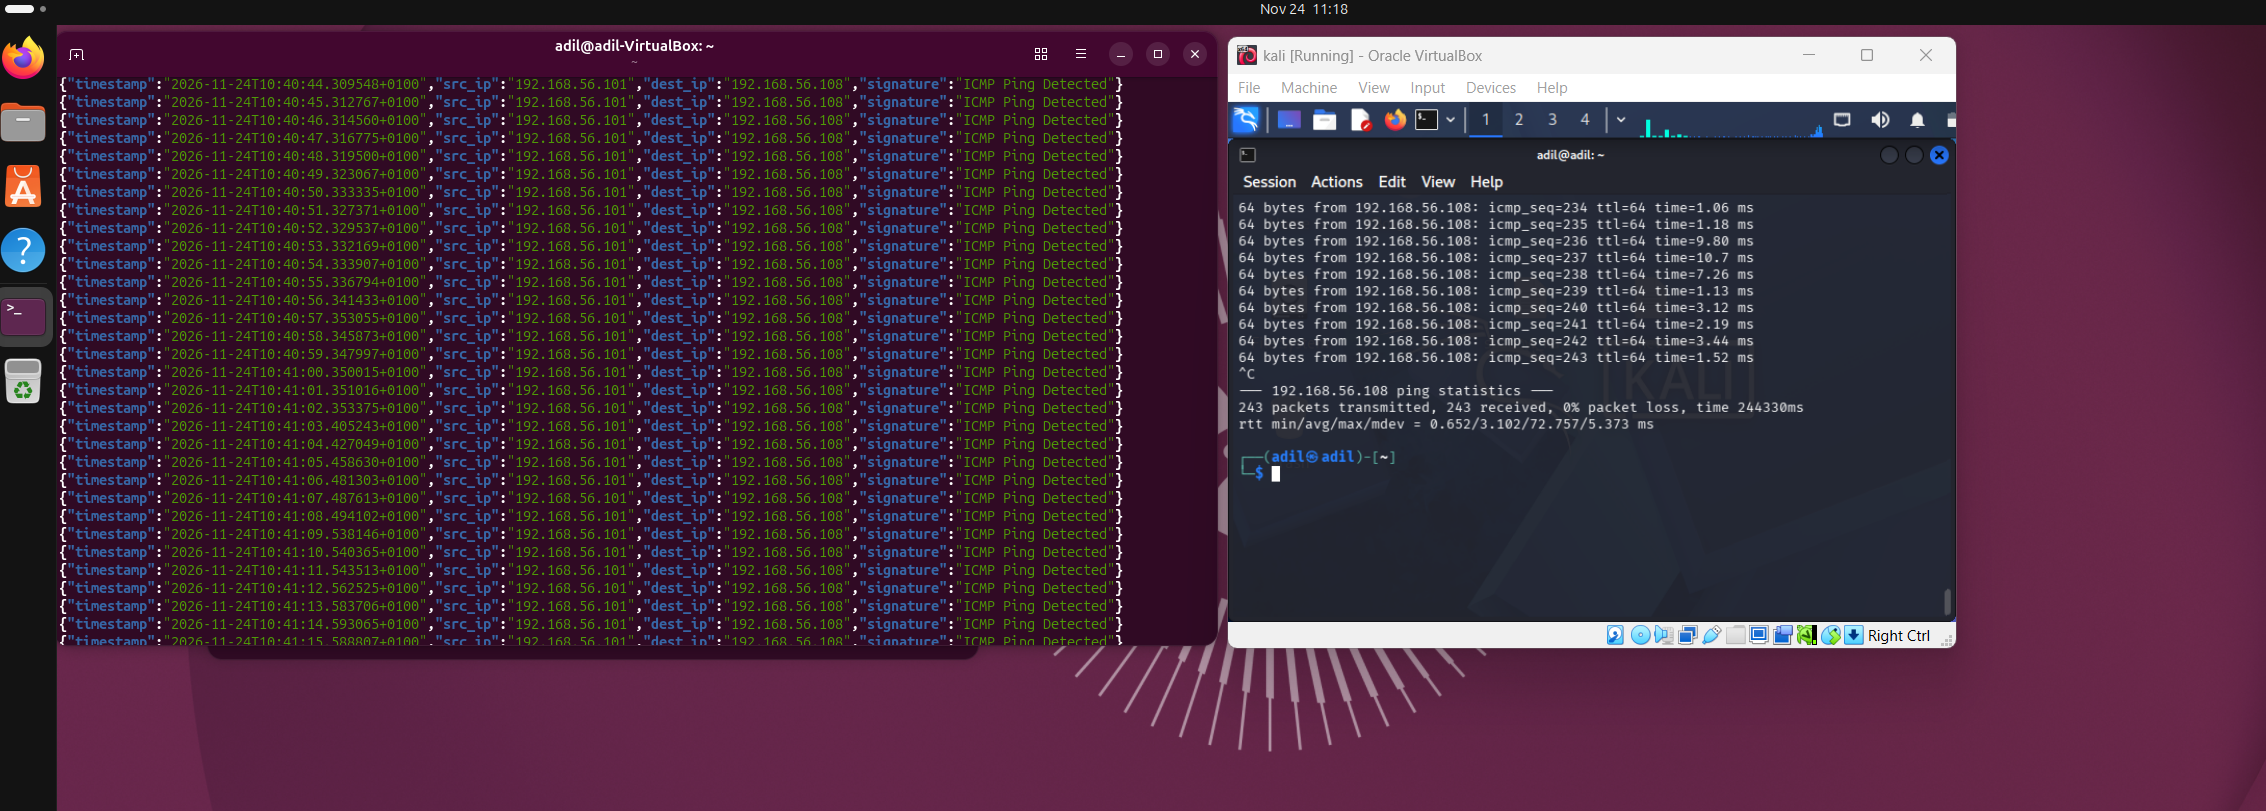 Nov 24 11:18
adil@adil-VirtualBox: ~
~
{"timestamp":"2026-11-24T10:40:44.309548+0100","src_ip":"192.168.56.101","dest_ip":"192.168.56.108","signature":"ICMP Ping Detected"}
{"timestamp":"2026-11-24T10:40:45.312767+0100","src_ip":"192.168.56.101","dest_ip":"192.168.56.108","signature":"ICMP Ping Detected"}
{"timestamp":"2026-11-24T10:40:46.314560+0100","src_ip":"192.168.56.101","dest_ip":"192.168.56.108","signature":"ICMP Ping Detected"}
{"timestamp":"2026-11-24T10:40:47.316775+0100","src_ip":"192.168.56.101","dest_ip":"192.168.56.108","signature":"ICMP Ping Detected"}
{"timestamp":"2026-11-24T10:40:48.319500+0100","src_ip":"192.168.56.101","dest_ip":"192.168.56.108","signature":"ICMP Ping Detected"}
{"timestamp":"2026-11-24T10:40:49.323067+0100","src_ip":"192.168.56.101","dest_ip":"192.168.56.108","signature":"ICMP Ping Detected"}
{"timestamp":"2026-11-24T10:40:50.333335+0100","src_ip":"192.168.56.101","dest_ip":"192.168.56.108","signature":"ICMP Ping Detected"}
{"timestamp":"2026-11-24T10:40:51.327371+0100","src_ip":"192.168.56.101","dest_ip":"192.168.56.108","signature":"ICMP Ping Detected"}
{"timestamp":"2026-11-24T10:40:52.329537+0100","src_ip":"192.168.56.101","dest_ip":"192.168.56.108","signature":"ICMP Ping Detected"}
{"timestamp":"2026-11-24T10:40:53.332169+0100","src_ip":"192.168.56.101","dest_ip":"192.168.56.108","signature":"ICMP Ping Detected"}
{"timestamp":"2026-11-24T10:40:54.333907+0100","src_ip":"192.168.56.101","dest_ip":"192.168.56.108","signature":"ICMP Ping Detected"}
{"timestamp":"2026-11-24T10:40:55.336794+0100","src_ip":"192.168.56.101","dest_ip":"192.168.56.108","signature":"ICMP Ping Detected"}
{"timestamp":"2026-11-24T10:40:56.341433+0100","src_ip":"192.168.56.101","dest_ip":"192.168.56.108","signature":"ICMP Ping Detected"}
{"timestamp":"2026-11-24T10:40:57.353055+0100","src_ip":"192.168.56.101","dest_ip":"192.168.56.108","signature":"ICMP Ping Detected"}
{"timestamp":"2026-11-24T10:40:58.345873+0100","src_ip":"192.168.56.101","dest_ip":"192.168.56.108","signature":"ICMP Ping Detected"}
{"timestamp":"2026-11-24T10:40:59.347997+0100","src_ip":"192.168.56.101","dest_ip":"192.168.56.108","signature":"ICMP Ping Detected"}
{"timestamp":"2026-11-24T10:41:00.350015+0100","src_ip":"192.168.56.101","dest_ip":"192.168.56.108","signature":"ICMP Ping Detected"}
{"timestamp":"2026-11-24T10:41:01.351016+0100","src_ip":"192.168.56.101","dest_ip":"192.168.56.108","signature":"ICMP Ping Detected"}
{"timestamp":"2026-11-24T10:41:02.353375+0100","src_ip":"192.168.56.101","dest_ip":"192.168.56.108","signature":"ICMP Ping Detected"}
{"timestamp":"2026-11-24T10:41:03.405243+0100","src_ip":"192.168.56.101","dest_ip":"192.168.56.108","signature":"ICMP Ping Detected"}
{"timestamp":"2026-11-24T10:41:04.427049+0100","src_ip":"192.168.56.101","dest_ip":"192.168.56.108","signature":"ICMP Ping Detected"}
{"timestamp":"2026-11-24T10:41:05.458630+0100","src_ip":"192.168.56.101","dest_ip":"192.168.56.108","signature":"ICMP Ping Detected"}
{"timestamp":"2026-11-24T10:41:06.481303+0100","src_ip":"192.168.56.101","dest_ip":"192.168.56.108","signature":"ICMP Ping Detected"}
{"timestamp":"2026-11-24T10:41:07.487613+0100","src_ip":"192.168.56.101","dest_ip":"192.168.56.108","signature":"ICMP Ping Detected"}
{"timestamp":"2026-11-24T10:41:08.494102+0100","src_ip":"192.168.56.101","dest_ip":"192.168.56.108","signature":"ICMP Ping Detected"}
{"timestamp":"2026-11-24T10:41:09.538146+0100","src_ip":"192.168.56.101","dest_ip":"192.168.56.108","signature":"ICMP Ping Detected"}
{"timestamp":"2026-11-24T10:41:10.540365+0100","src_ip":"192.168.56.101","dest_ip":"192.168.56.108","signature":"ICMP Ping Detected"}
{"timestamp":"2026-11-24T10:41:11.543513+0100","src_ip":"192.168.56.101","dest_ip":"192.168.56.108","signature":"ICMP Ping Detected"}
{"timestamp":"2026-11-24T10:41:12.562525+0100","src_ip":"192.168.56.101","dest_ip":"192.168.56.108","signature":"ICMP Ping Detected"}
{"timestamp":"2026-11-24T10:41:13.583706+0100","src_ip":"192.168.56.101","dest_ip":"192.168.56.108","signature":"ICMP Ping Detected"}
{"timestamp":"2026-11-24T10:41:14.593065+0100","src_ip":"192.168.56.101","dest_ip":"192.168.56.108","signature":"ICMP Ping Detected"}
{"timestamp":"2026-11-24T10:41:15.588807+0100","src_ip":"192.168.56.101","dest_ip":"192.168.56.108","signature":"ICMP Ping Detected"}
kali [Running] - Oracle VirtualBox
File Machine View Input Devices Help
1 2 3 4
adil@adil: ~
Session Actions Edit View Help
64 bytes from 192.168.56.108: icmp_seq=234 ttl=64 time=1.06 ms
64 bytes from 192.168.56.108: icmp_seq=235 ttl=64 time=1.18 ms
64 bytes from 192.168.56.108: icmp_seq=236 ttl=64 time=9.80 ms
64 bytes from 192.168.56.108: icmp_seq=237 ttl=64 time=10.7 ms
64 bytes from 192.168.56.108: icmp_seq=238 ttl=64 time=7.26 ms
64 bytes from 192.168.56.108: icmp_seq=239 ttl=64 time=1.13 ms
64 bytes from 192.168.56.108: icmp_seq=240 ttl=64 time=3.12 ms
64 bytes from 192.168.56.108: icmp_seq=241 ttl=64 time=2.19 ms
64 bytes from 192.168.56.108: icmp_seq=242 ttl=64 time=3.44 ms
64 bytes from 192.168.56.108: icmp_seq=243 ttl=64 time=1.52 ms
^C
--- 192.168.56.108 ping statistics ---
243 packets transmitted, 243 received, 0% packet loss, time 244330ms
rtt min/avg/max/mdev = 0.652/3.102/72.757/5.373 ms
┌──(adil㉿adil)-[~]
└─$
KALI
Right Ctrl